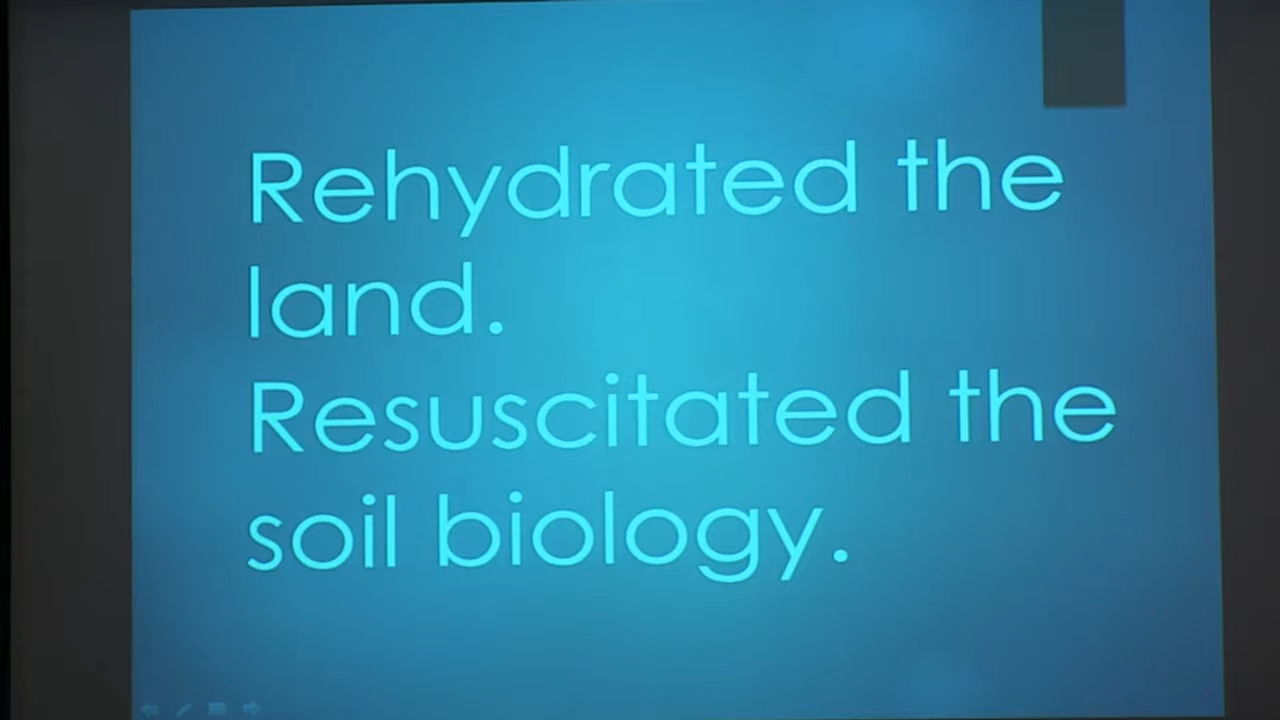 Rehydrated the
land.
Resuscitated the
soil biology.